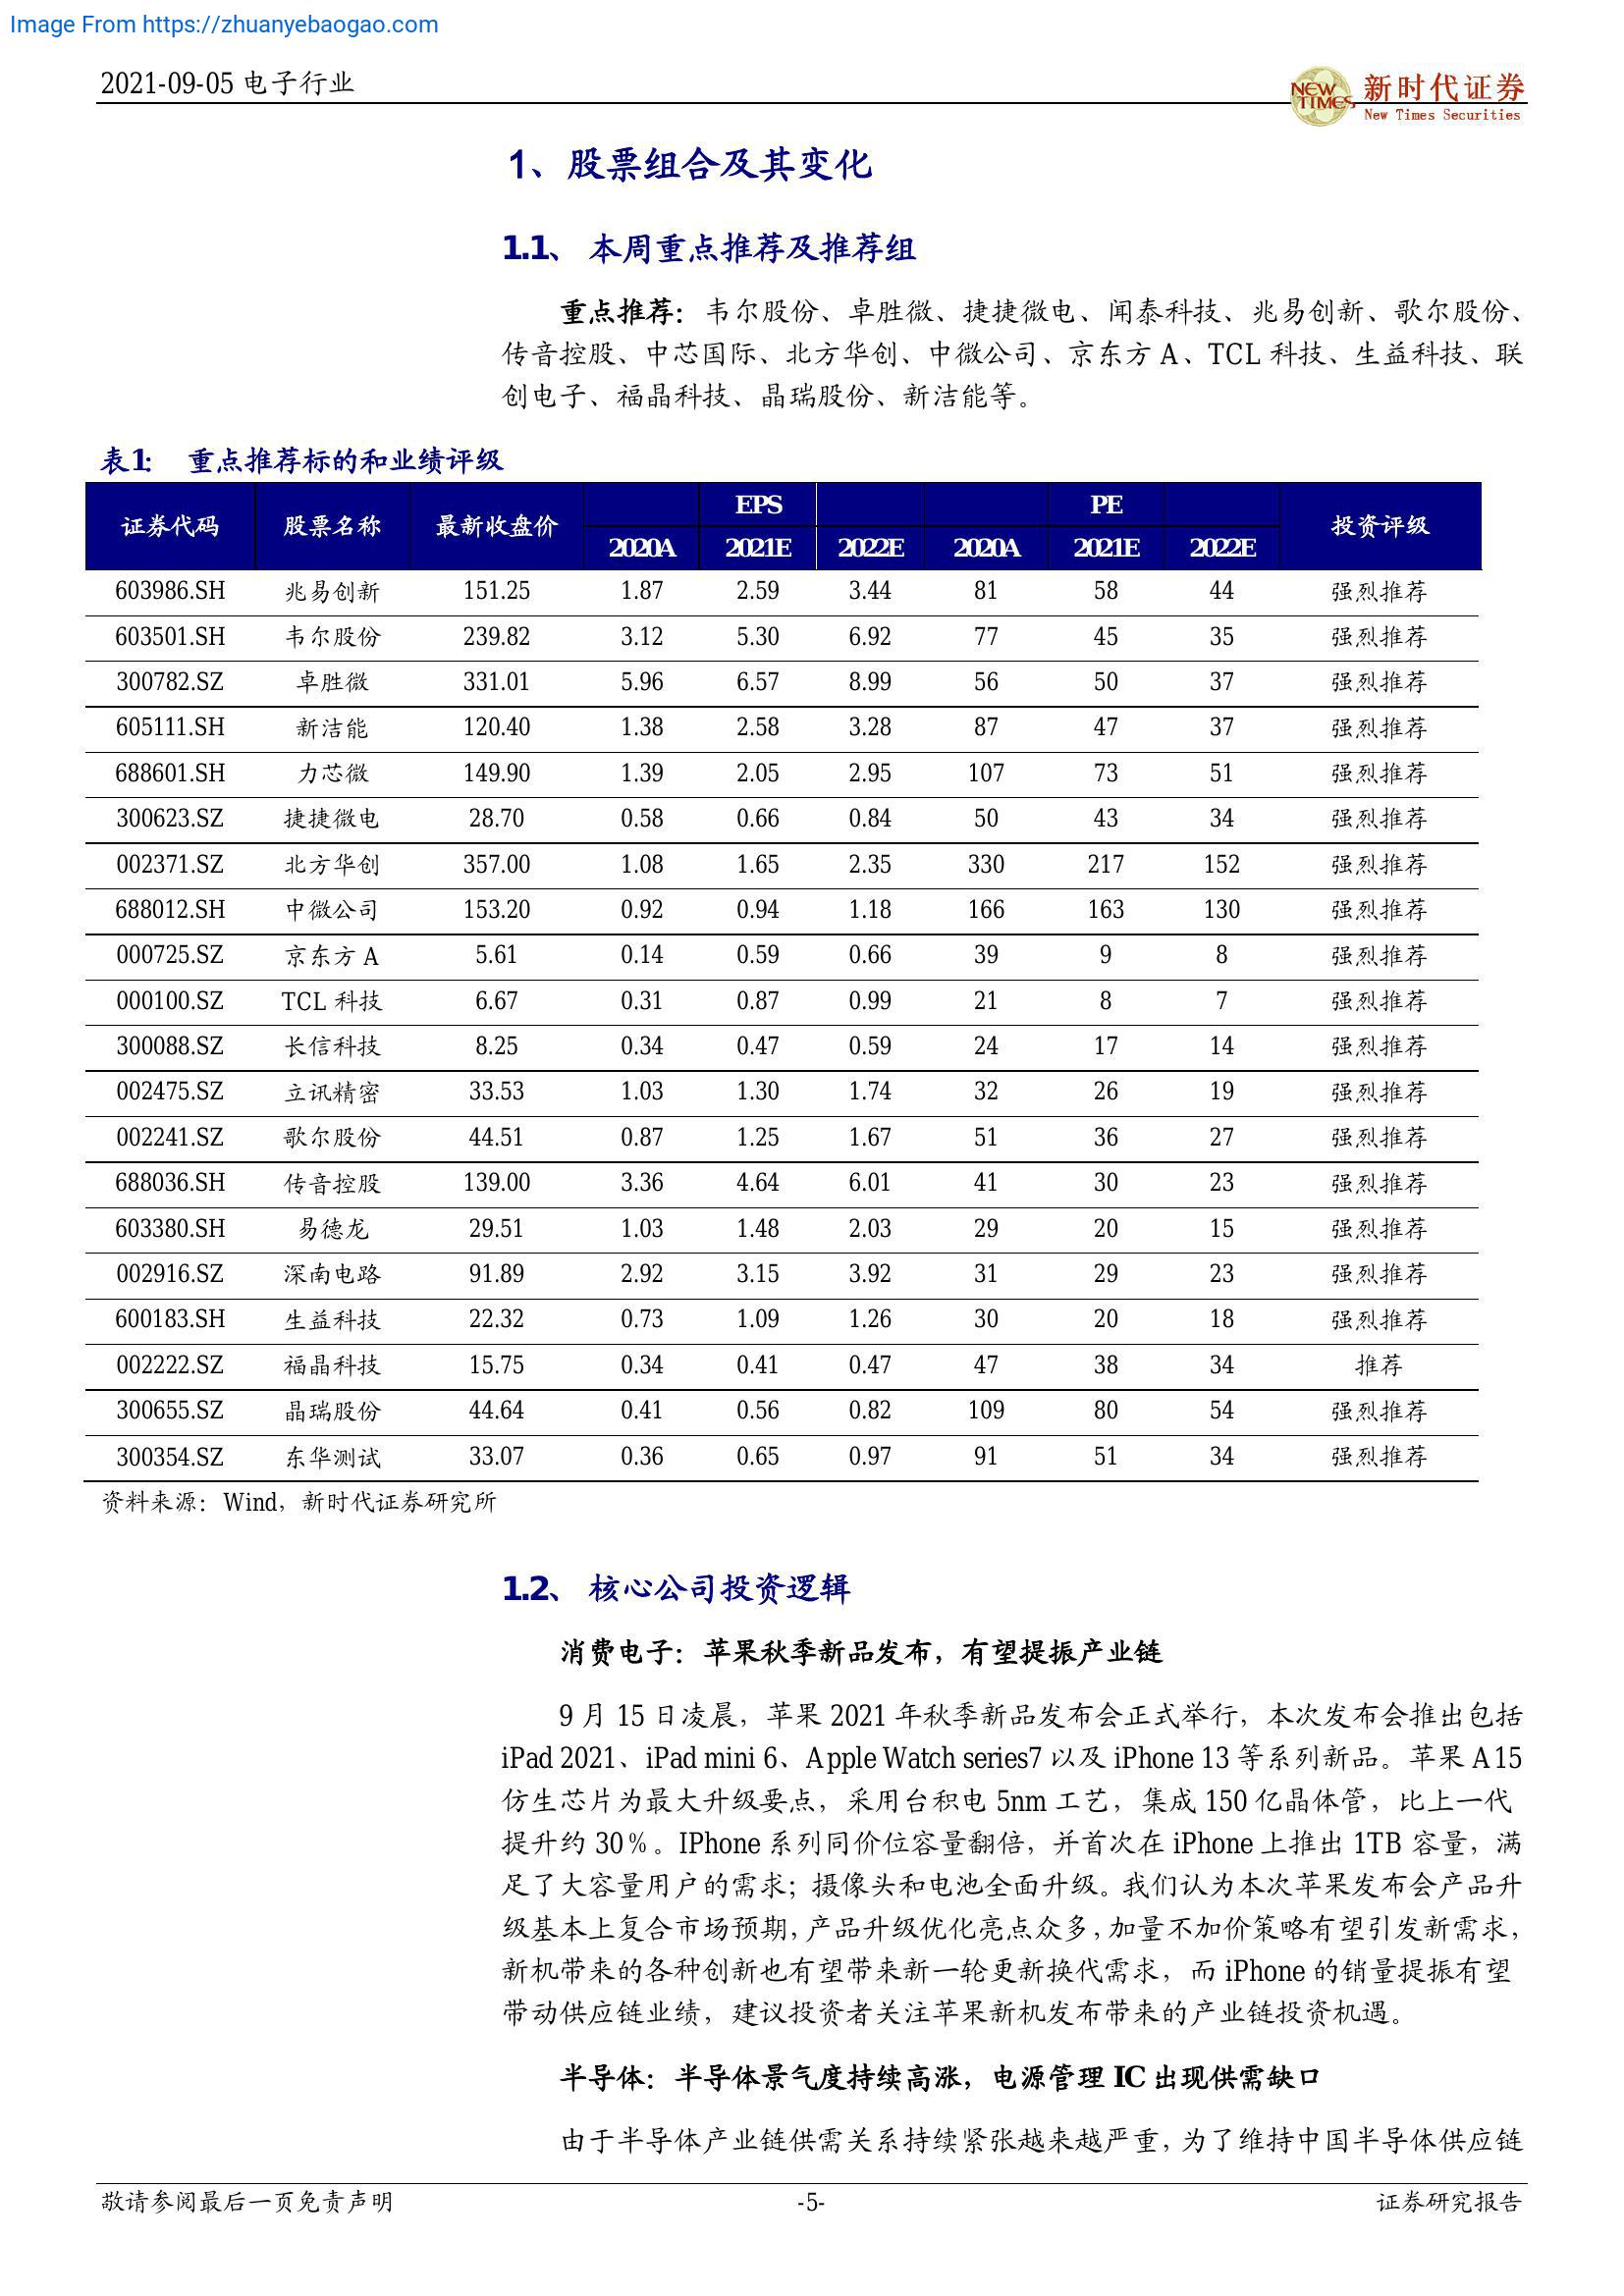 Image From https://zhuanyebaogao.com
2021-09-05 电子行业
NEW TIMES 新时代证券
New Times Securities
1、股票组合及其变化
1.1、 本周重点推荐及推荐组
重点推荐：韦尔股份、卓胜微、捷捷微电、闻泰科技、兆易创新、歌尔股份、
传音控股、中芯国际、北方华创、中微公司、京东方 A、TCL 科技、生益科技、联
创电子、福晶科技、晶瑞股份、新洁能等。
表1: 重点推荐标的和业绩评级
证券代码 股票名称 最新收盘价 EPS PE 投资评级
2020A 2021E 2022E 2020A 2021E 2022E
603986.SH 兆易创新 151.25 1.87 2.59 3.44 81 58 44 强烈推荐
603501.SH 韦尔股份 239.82 3.12 5.30 6.92 77 45 35 强烈推荐
300782.SZ 卓胜微 331.01 5.96 6.57 8.99 56 50 37 强烈推荐
605111.SH 新洁能 120.40 1.38 2.58 3.28 87 47 37 强烈推荐
688601.SH 力芯微 149.90 1.39 2.05 2.95 107 73 51 强烈推荐
300623.SZ 捷捷微电 28.70 0.58 0.66 0.84 50 43 34 强烈推荐
002371.SZ 北方华创 357.00 1.08 1.65 2.35 330 217 152 强烈推荐
688012.SH 中微公司 153.20 0.92 0.94 1.18 166 163 130 强烈推荐
000725.SZ 京东方 A 5.61 0.14 0.59 0.66 39 9 8 强烈推荐
000100.SZ TCL 科技 6.67 0.31 0.87 0.99 21 8 7 强烈推荐
300088.SZ 长信科技 8.25 0.34 0.47 0.59 24 17 14 强烈推荐
002475.SZ 立讯精密 33.53 1.03 1.30 1.74 32 26 19 强烈推荐
002241.SZ 歌尔股份 44.51 0.87 1.25 1.67 51 36 27 强烈推荐
688036.SH 传音控股 139.00 3.36 4.64 6.01 41 30 23 强烈推荐
603380.SH 易德龙 29.51 1.03 1.48 2.03 29 20 15 强烈推荐
002916.SZ 深南电路 91.89 2.92 3.15 3.92 31 29 23 强烈推荐
600183.SH 生益科技 22.32 0.73 1.09 1.26 30 20 18 强烈推荐
002222.SZ 福晶科技 15.75 0.34 0.41 0.47 47 38 34 推荐
300655.SZ 晶瑞股份 44.64 0.41 0.56 0.82 109 80 54 强烈推荐
300354.SZ 东华测试 33.07 0.36 0.65 0.97 91 51 34 强烈推荐
资料来源：Wind，新时代证券研究所
1.2、 核心公司投资逻辑
消费电子：苹果秋季新品发布，有望提振产业链
9 月 15 日凌晨，苹果 2021 年秋季新品发布会正式举行，本次发布会推出包括
iPad 2021、iPad mini 6、Apple Watch series7 以及 iPhone 13 等系列新品。苹果 A15
仿生芯片为最大升级要点，采用台积电 5nm 工艺，集成 150 亿晶体管，比上一代
提升约 30%。IPhone 系列同价位容量翻倍，并首次在 iPhone 上推出 1TB 容量，满
足了大容量用户的需求；摄像头和电池全面升级。我们认为本次苹果发布会产品升
级基本上复合市场预期，产品升级优化亮点众多，加量不加价策略有望引发新需求，
新机带来的各种创新也有望带来新一轮更新换代需求，而 iPhone 的销量提振有望
带动供应链业绩，建议投资者关注苹果新机发布带来的产业链投资机遇。
半导体：半导体景气度持续高涨，电源管理 IC 出现供需缺口
由于半导体产业链供需关系持续紧张越来越严重，为了维持中国半导体供应链
敬请参阅最后一页免责声明 -5- 证券研究报告